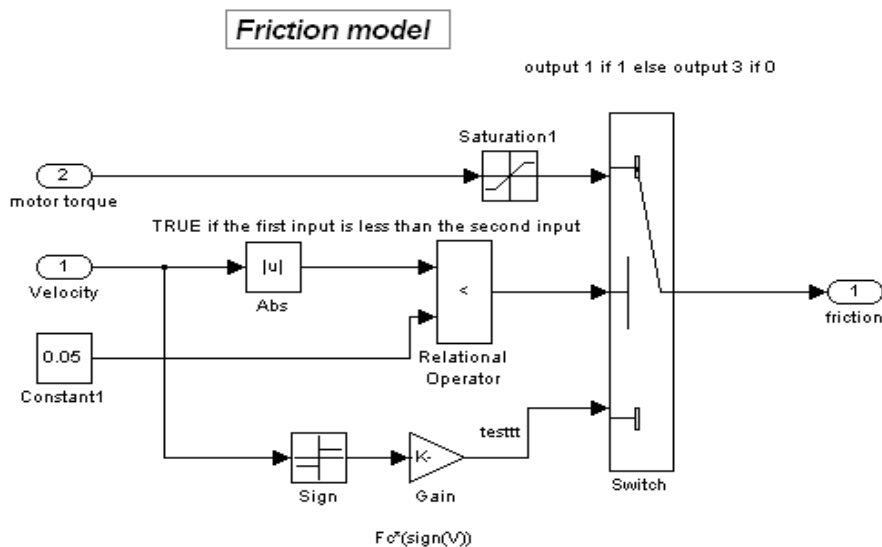 Friction model
output 1 if 1 else output 3 if 0
Saturation1
2
motor torque
TRUE if the first input is less than the second input
1
Velocity
|u|
Abs
<
Relational
Operator
1
friction
0.05
Constant1
testtt
Sign
K-
Gain
Switch
Fc*(sign(V))